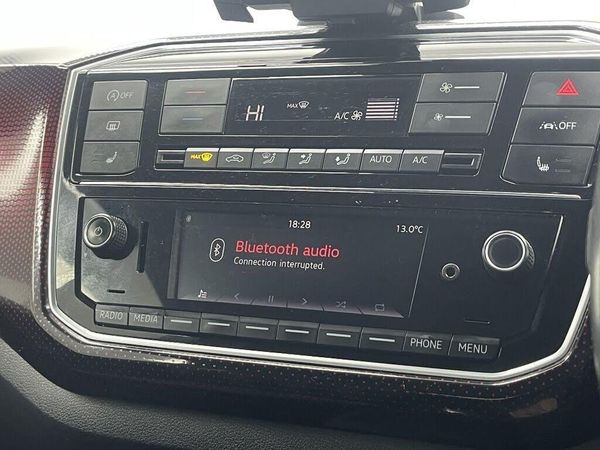 OFF
HI
MAX
A/C
OFF
MAX
AUTO
A/C
18:28
13.0°C
Bluetooth audio
Connection interrupted.
RADIO
MEDIA
PHONE
MENU